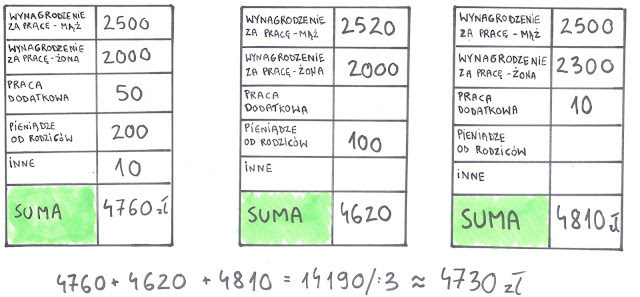 WYNAGRODZENIE
ZA PRACĘ - MĄŻ 2500
WYNAGRODZENIE
ZA PRACĘ - ŻONA 2000
PRACA
DODATKOWA 50
PIENIĄDZE
OD RODZICÓW 200
INNE 10
SUMA 4760 zł
WYNAGRODZENIE
ZA PRACĘ - MĄŻ 2520
WYNAGRODZENIE
ZA PRACĘ - ŻONA 2000
PRACA
DODATKOWA
PIENIĄDZE
OD RODZICÓW 100
INNE
SUMA 4620
WYNAGRODZENIE
ZA PRACĘ - MĄŻ 2500
WYNAGRODZENIE
ZA PRACĘ - ŻONA 2300
PRACA
DODATKOWA 10
PIENIĄDZE
OD RODZICÓW
INNE
SUMA 4810 zł
4760 + 4620 + 4810 = 14190/:3 ≈ 4730 zł